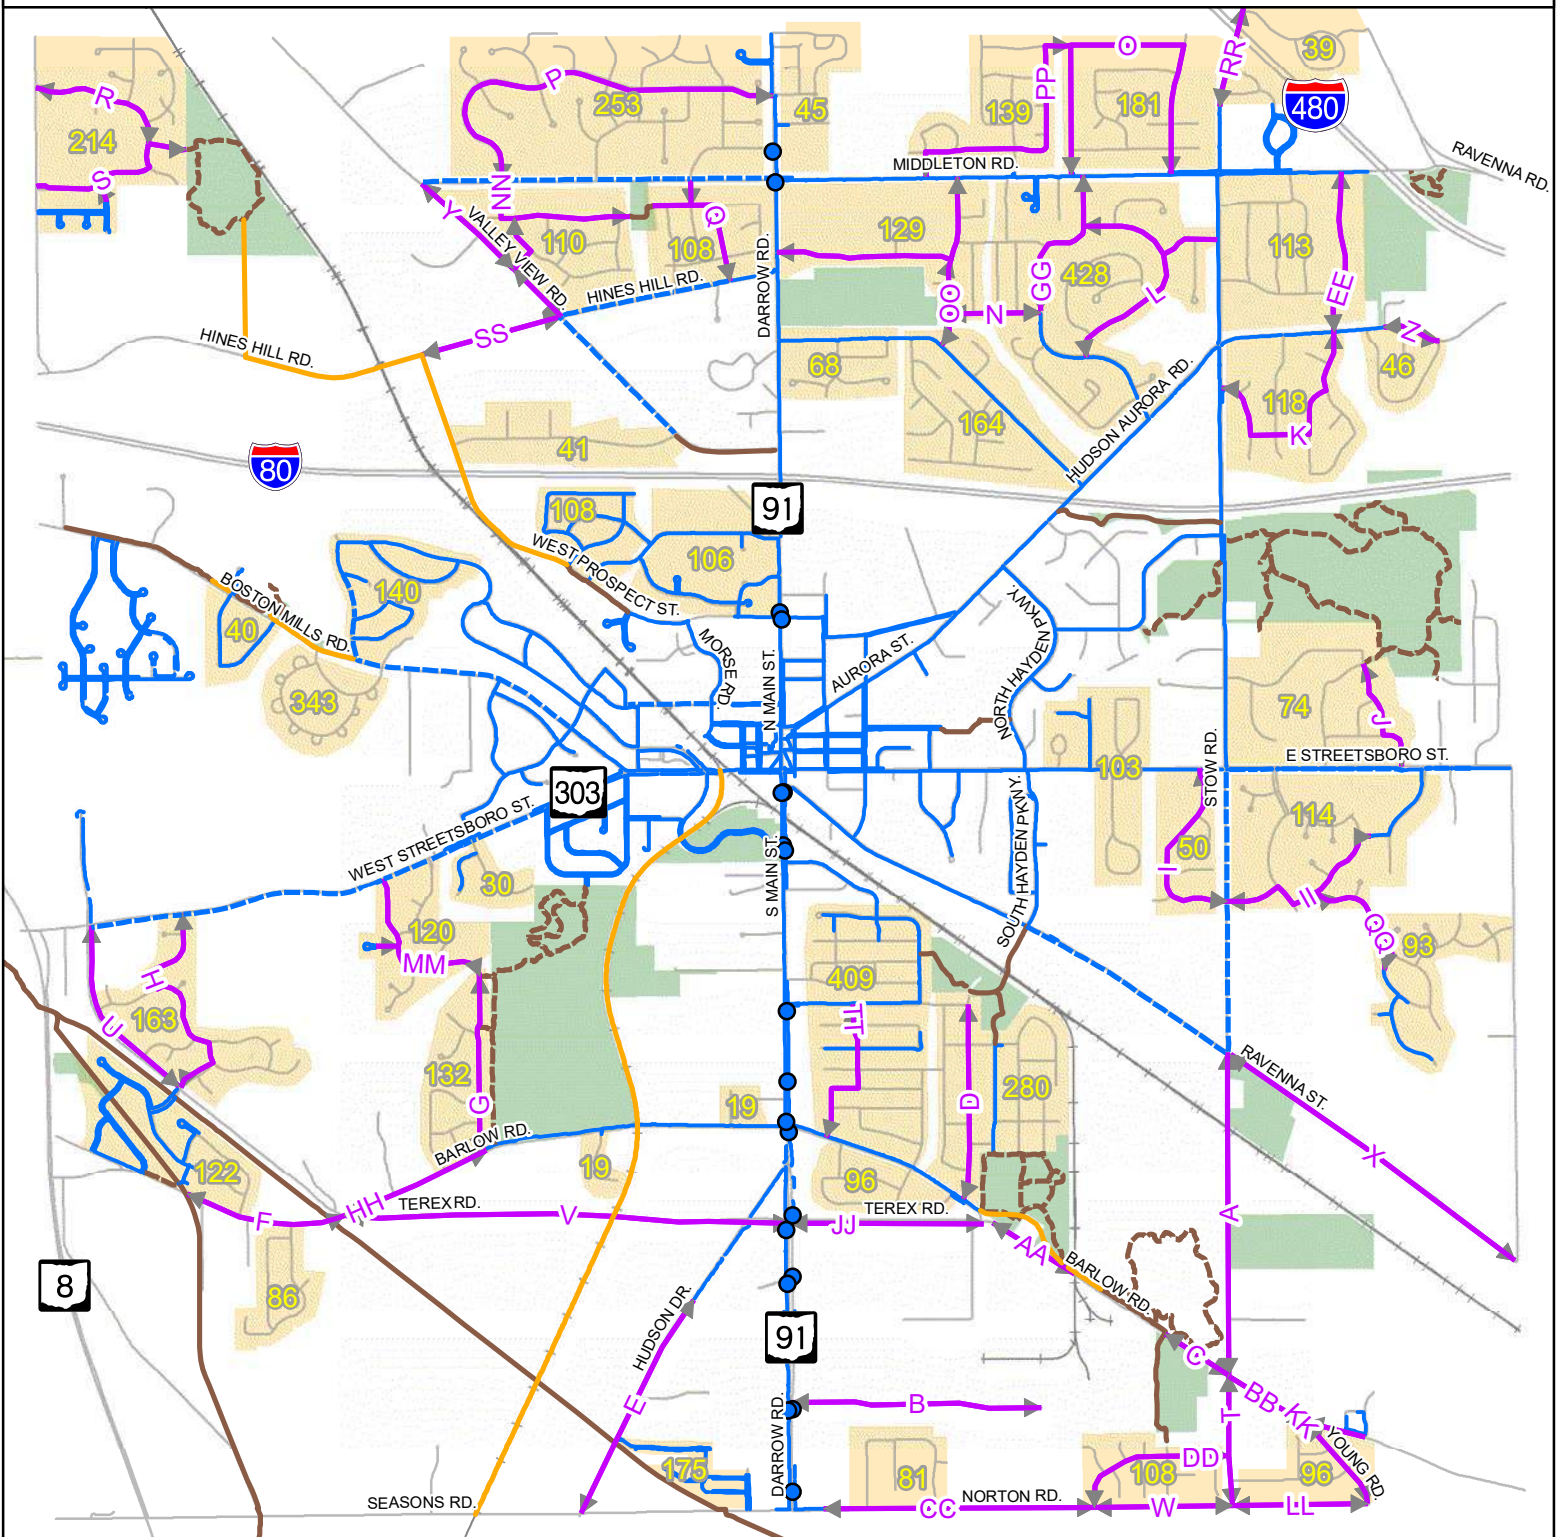 39
RR
O
P
PP
253
45
139
181
480
R
214
MIDDLETON RD.
RAVENNA RD.
S
NN
Y
Q
VALLEY VIEW RD.
110
108
129
113
DARROW RD.
428
GG
HINES HILL RD.
OO
N
L
EE
Z
SS
HINES HILL RD.
68
46
HUDSON AURORA RD.
118
164
K
41
80
91
108
WEST PROSPECT ST.
106
BOSTON MILLS RD.
140
40
NORTH HAYDEN PKWY.
MORSE RD.
N MAIN ST.
AURORA ST.
343
74
J
STOW RD.
E STREETSBORO ST.
103
303
SOUTH HAYDEN PKWY.
114
WEST STREETSBORO ST.
50
I
S MAIN ST.
30
II
120
QQ
93
MM
H
409
163
U
TT
132
G
D
280
RAVENNA ST.
19
BARLOW RD.
19
X
122
96
HH
TEREX RD.
TEREX RD.
F
V
JJ
A
AA
BARLOW RD.
8
86
HUDSON DR.
91
C
BB
E
DARROW RD.
B
T
KK
YOUNG RD.
175
81
DD
108
96
SEASONS RD.
NORTON RD.
CC
W
LL